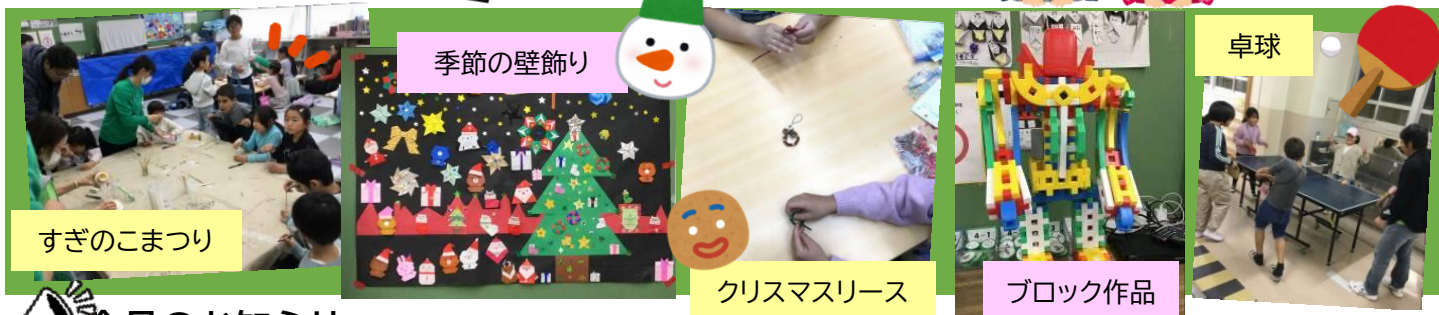 すぎのこまつり
季節の壁飾り
クリスマスリース
ブロック作品
卓球